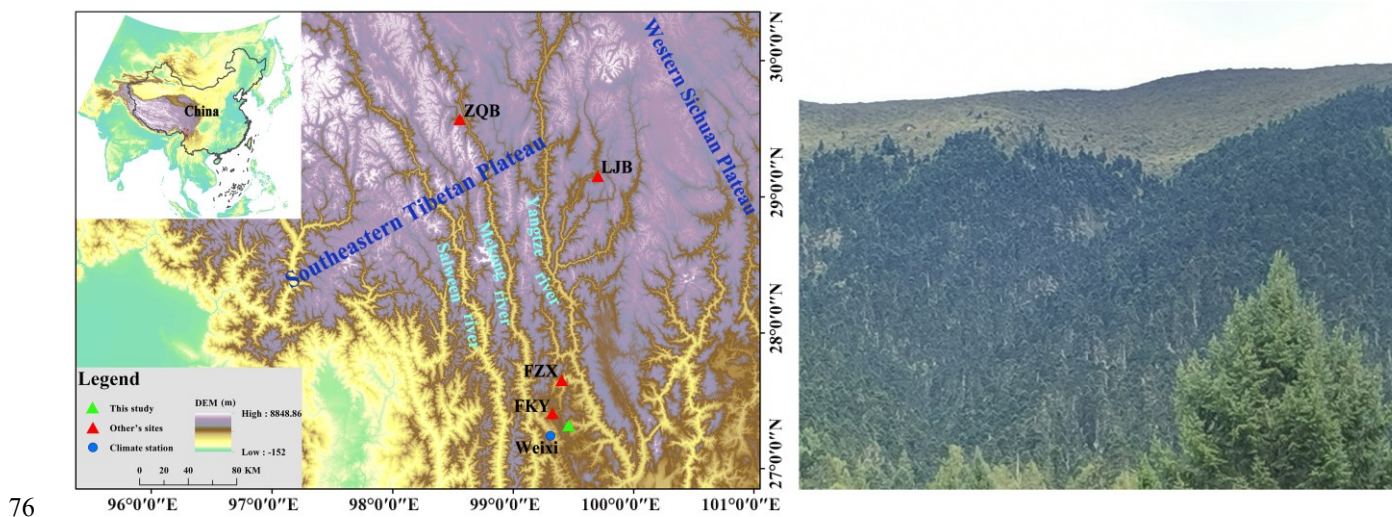 China
ZQB
LJB
Western Sichuan Plateau
Southeastern Tibetan Plateau
Salween river
Mekong river
Yangtze river
FZX
FKY
Weixi
Legend
This study
Other's sites
Climate station
0 20 40 80 KM
DEM (m)
High : 8848.86
Low : -152
30°0'0"N
29°0'0"N
28°0'0"N
27°0'0"N
96°0'0"E 97°0'0"E 98°0'0"E 99°0'0"E 100°0'0"E 101°0'0"E
76